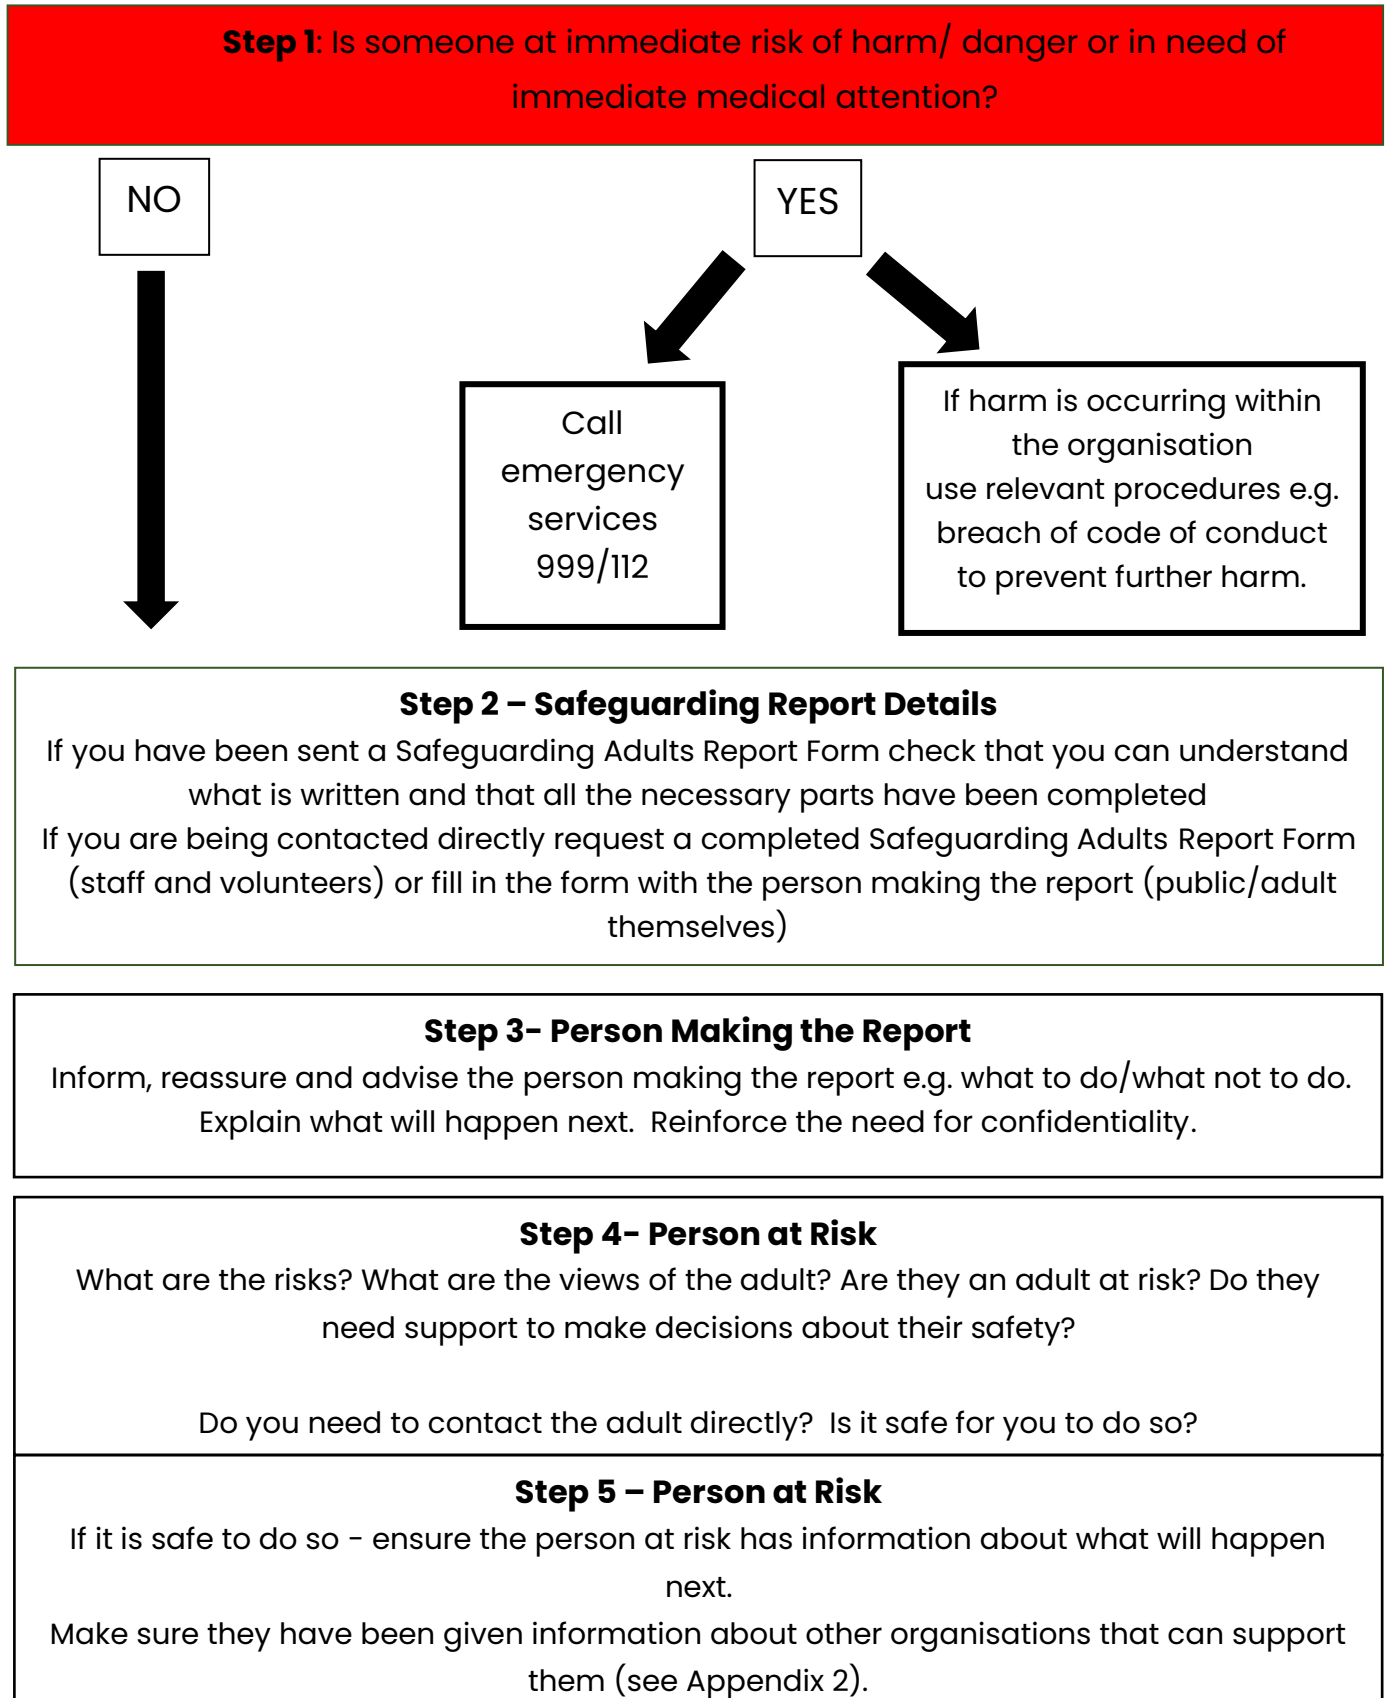 Step 1: Is someone at immediate risk of harm/ danger or in need of
immediate medical attention?
NO
YES
Call
emergency
services
999/112
If harm is occurring within
the organisation
use relevant procedures e.g.
breach of code of conduct
to prevent further harm.
Step 2 – Safeguarding Report Details
If you have been sent a Safeguarding Adults Report Form check that you can understand
what is written and that all the necessary parts have been completed
If you are being contacted directly request a completed Safeguarding Adults Report Form
(staff and volunteers) or fill in the form with the person making the report (public/adult
themselves)
Step 3- Person Making the Report
Inform, reassure and advise the person making the report e.g. what to do/what not to do.
Explain what will happen next.  Reinforce the need for confidentiality.
Step 4- Person at Risk
What are the risks? What are the views of the adult? Are they an adult at risk? Do they
need support to make decisions about their safety?
Do you need to contact the adult directly?  Is it safe for you to do so?
Step 5 – Person at Risk
If it is safe to do so - ensure the person at risk has information about what will happen
next.
Make sure they have been given information about other organisations that can support
them (see Appendix 2).